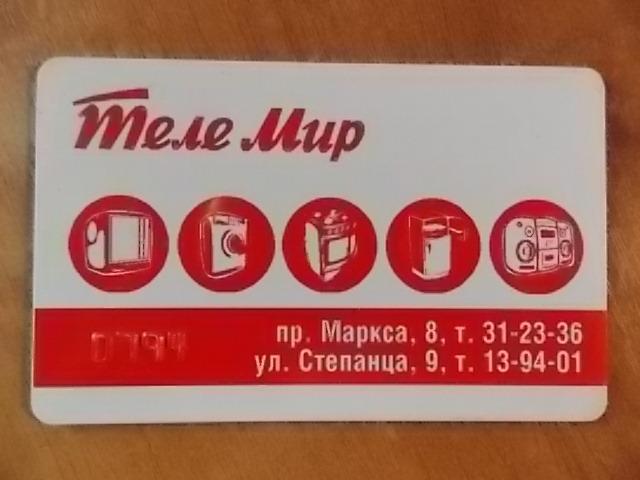 Теле Мир
0794
пр. Маркса, 8, т. 31-23-36
ул. Степанца, 9, т. 13-94-01